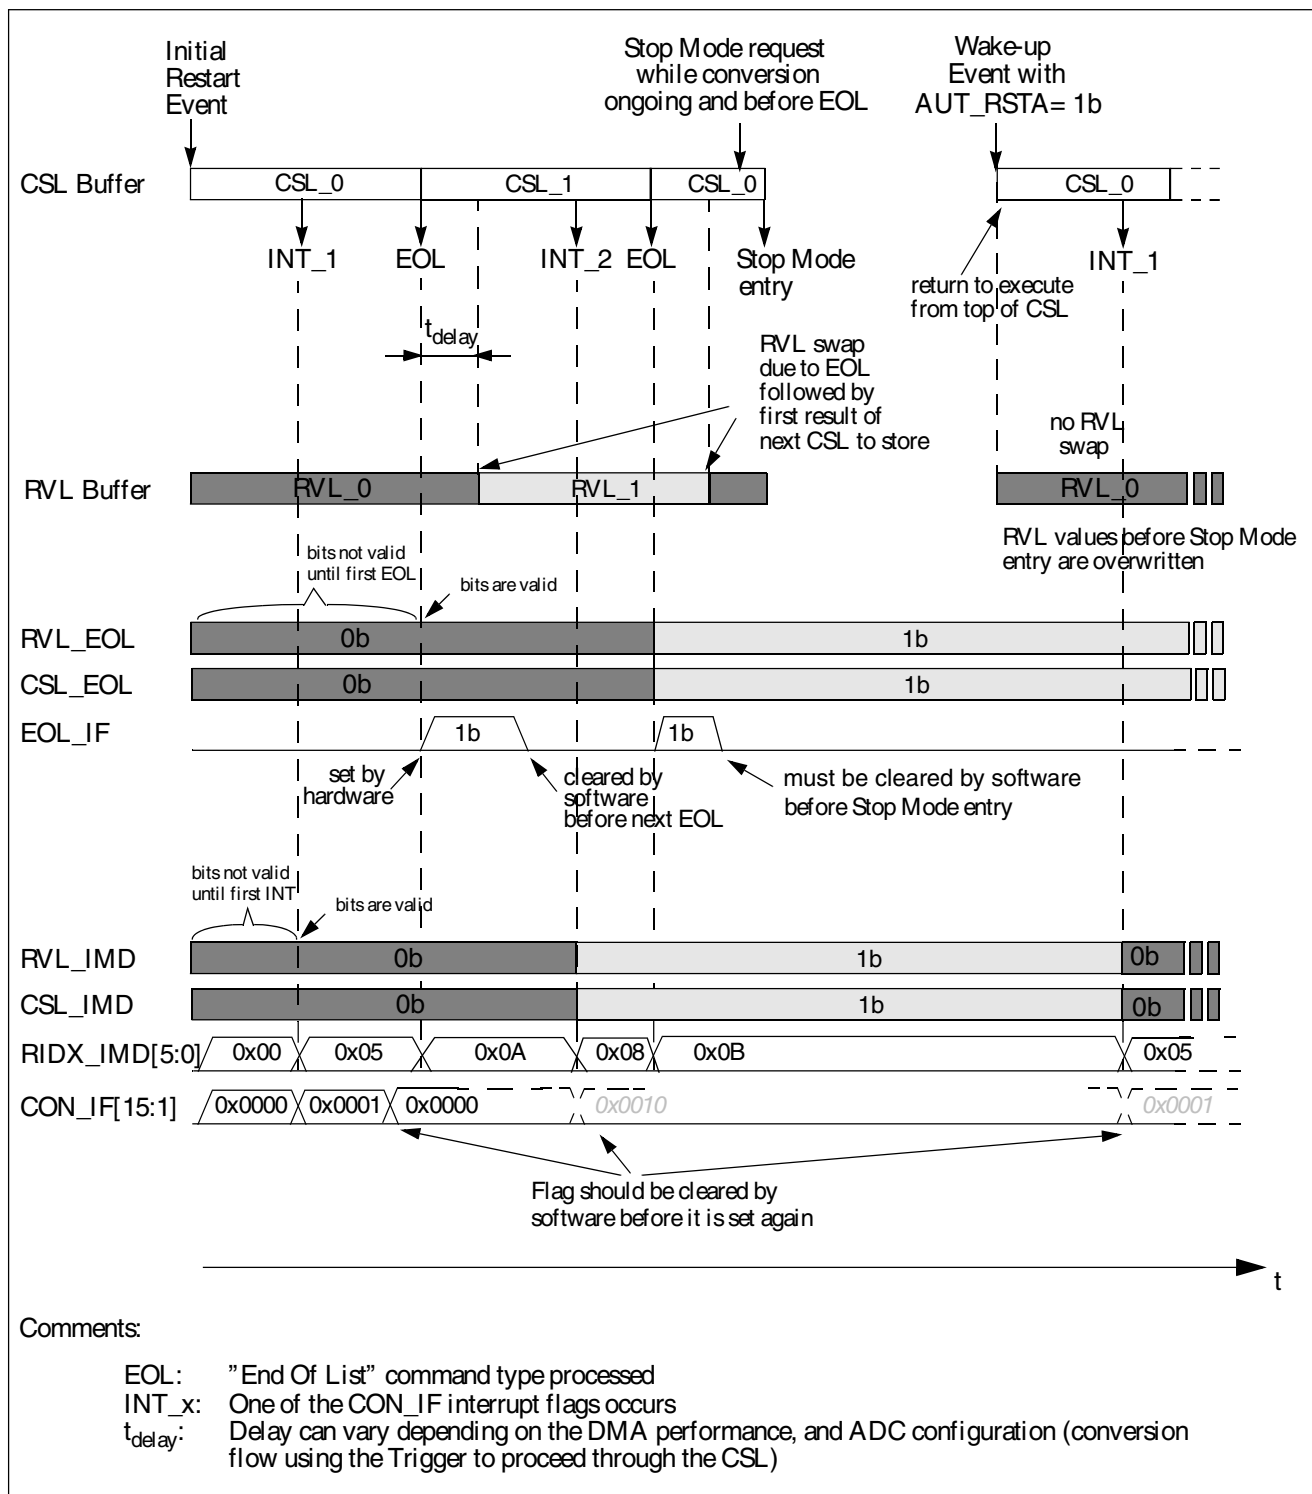 Initial
Restart
Event
Stop Mode request
while conversion
ongoing and before EOL
Wake-up
Event with
AUT_RSTA= 1b
CSL Buffer
CSL_0
CSL_1
CSL_0
CSL_0
INT_1
EOL
INT_2
EOL
Stop Mode
entry
return to execute
from top of CSL
INT_1
tdelay
RVL swap
due to EOL
followed by
first result of
next CSL to store
no RVL
swap
RVL Buffer
RVL_0
RVL_1
RVL_0
RVL values before Stop Mode
entry are overwritten
bits not valid
until first EOL
bits are valid
RVL_EOL
0b
1b
CSL_EOL
0b
1b
EOL_IF
1b
1b
set by
hardware
cleared by
software
before next EOL
must be cleared by software
before Stop Mode entry
bits not valid
until first INT
bits are valid
RVL_IMD
0b
1b
0b
CSL_IMD
0b
1b
0b
RIDX_IMD[5:0]
0x00
0x05
0x0A
0x08
0x0B
0x05
CON_IF[15:1]
0x0000
0x0001
0x0000
0x0010
0x0001
Flag should be cleared by
software before it is set again
t
Comments:
EOL: "End Of List" command type processed
INT_x: One of the CON_IF interrupt flags occurs
tdelay: Delay can vary depending on the DMA performance, and ADC configuration (conversion
flow using the Trigger to proceed through the CSL)